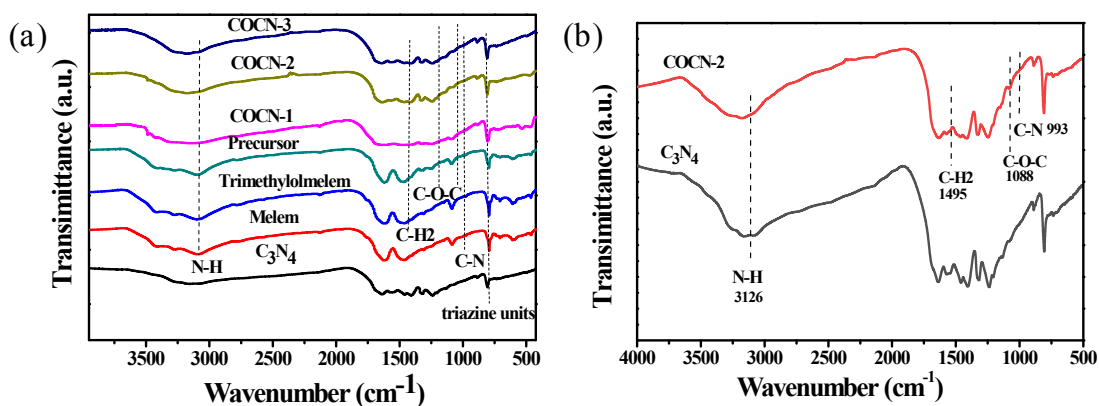 (a)
Transimittance (a.u.)
COCN-3
COCN-2
COCN-1
Precursor
Trimethylolmelem
Melem
C3N4
N-H
C-O-C
C-H2
C-N
triazine units
3500 3000 2500 2000 1500 1000 500
Wavenumber (cm-1)
(b)
Transimittance (a.u.)
COCN-2
C3N4
N-H
3126
C-H2
1495
C-O-C
1088
C-N 993
4000 3500 3000 2500 2000 1500 1000 500
Wavenumber (cm-1)